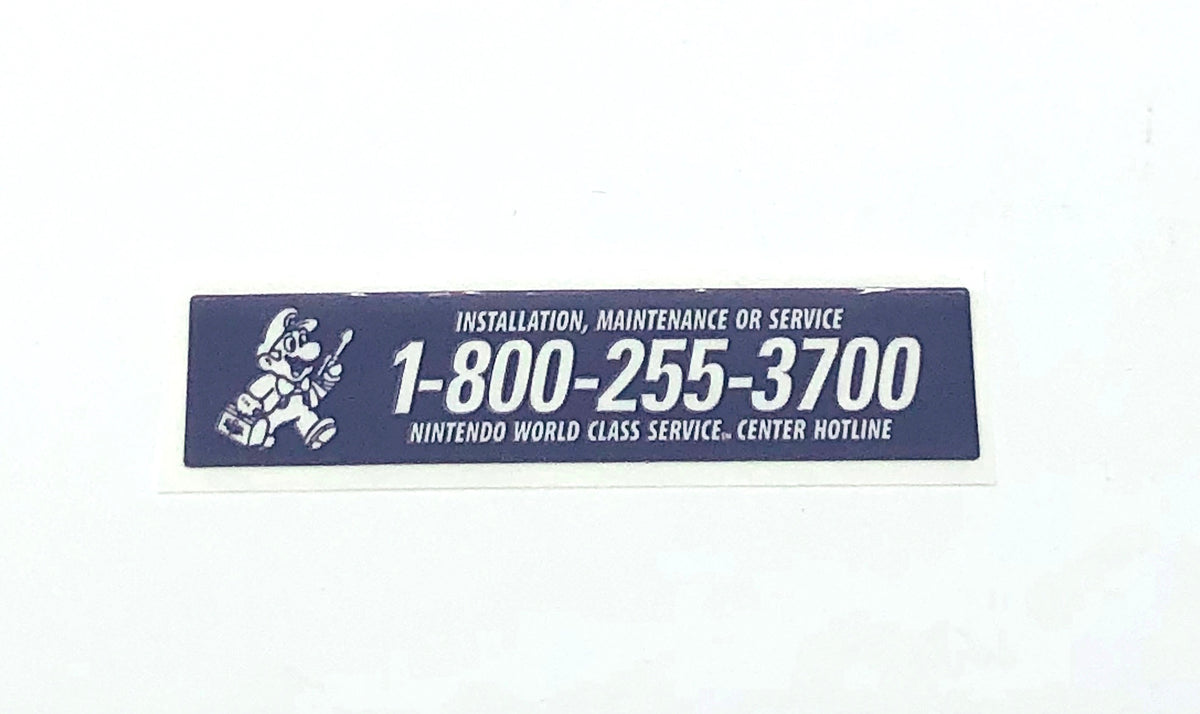 INSTALLATION, MAINTENANCE OR SERVICE
1-800-255-3700
NINTENDO WORLD CLASS SERVICE™ CENTER HOTLINE